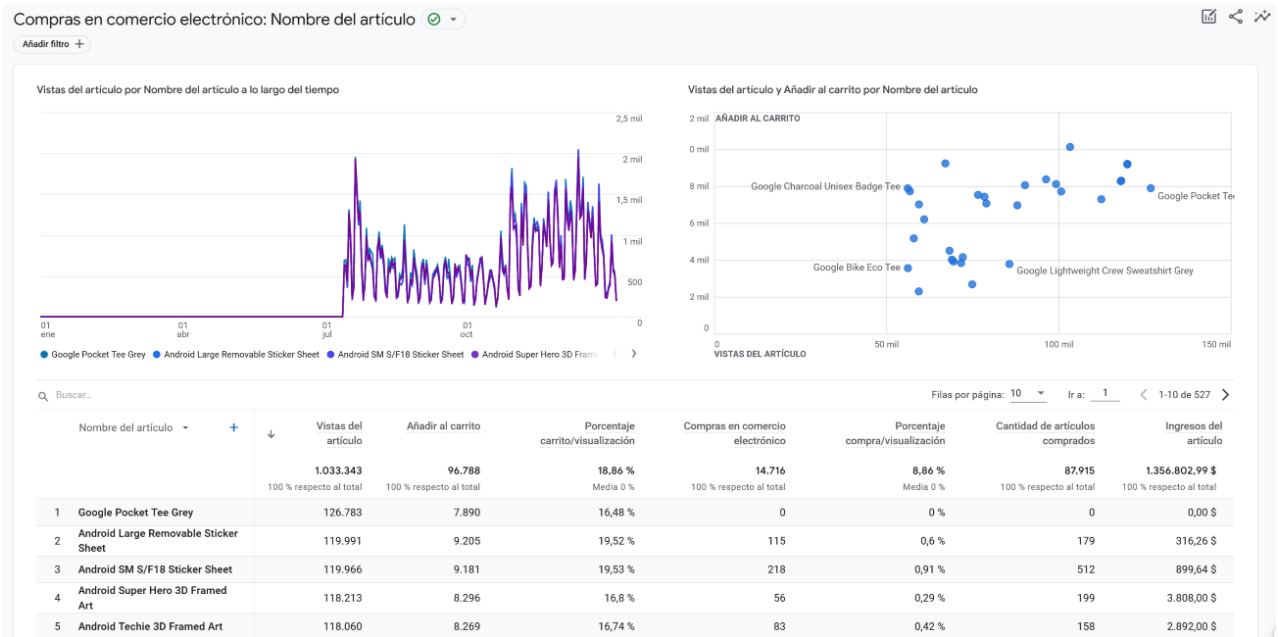 Compras en comercio electrónico: Nombre del artículo
Añadir filtro +
Vistas del artículo por Nombre del artículo a lo largo del tiempo
2,5 mil
2 mil
1,5 mil
1 mil
500
0
01 ene
01 abr
01 jul
01 oct
Google Pocket Tee Grey Android Large Removable Sticker Sheet Android SM S/F18 Sticker Sheet Android Super Hero 3D Frame
Vistas del artículo y Añadir al carrito por Nombre del artículo
2 mil AÑADIR AL CARRITO
0 mil
8 mil
6 mil
4 mil
2 mil
0
Google Charcoal Unisex Badge Tee
Google Pocket Tee
Google Bike Eco Tee
Google Lightweight Crew Sweatshirt Grey
0 50 mil 100 mil 150 mil
VISTAS DEL ARTÍCULO
Buscar...
Filas por página: 10 Ir a: 1 1-10 de 527
Nombre del artículo +
Vistas del artículo
Añadir al carrito
Porcentaje carrito/visualización
Compras en comercio electrónico
Porcentaje compra/visualización
Cantidad de artículos comprados
Ingresos del artículo
1.033.343 96.788 18,86 % 14.716 8,86 % 87.915 1.356.802,99 $
100 % respecto al total 100 % respecto al total Media 0 % 100 % respecto al total Media 0 % 100 % respecto al total 100 % respecto al total
1 Google Pocket Tee Grey 126.783 7.890 16,48 % 0 0 % 0 0,00 $
2 Android Large Removable Sticker Sheet 119.991 9.205 19,52 % 115 0,6 % 179 316,26 $
3 Android SM S/F18 Sticker Sheet 119.966 9.181 19,53 % 218 0,91 % 512 899,64 $
4 Android Super Hero 3D Framed Art 118.213 8.296 16,8 % 56 0,29 % 199 3.808,00 $
5 Android Techie 3D Framed Art 118.060 8.269 16,74 % 83 0,42 % 158 2.892,00 $